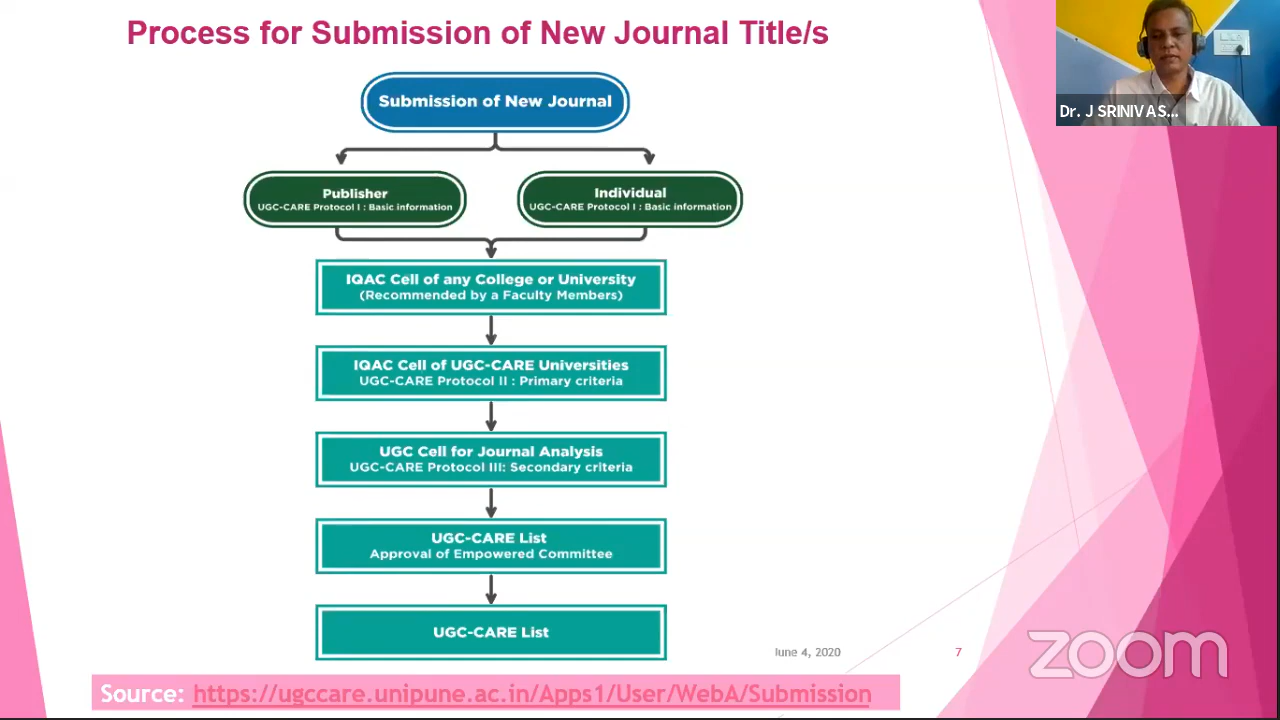 Process for Submission of New Journal Title/s
Dr. J SRINIVAS...
Submission of New Journal
Publisher
UGC-CARE Protocol I : Basic information
Individual
UGC-CARE Protocol I : Basic information
IQAC Cell of any College or University
(Recommended by a Faculty Members)
IQAC Cell of UGC-CARE Universities
UGC-CARE Protocol II : Primary criteria
UGC Cell for Journal Analysis
UGC-CARE Protocol III: Secondary criteria
UGC-CARE List
Approval of Empowered Committee
UGC-CARE List
June 4, 2020
7
zoom
Source: https://ugccare.unipune.ac.in/Apps1/User/WebA/Submission